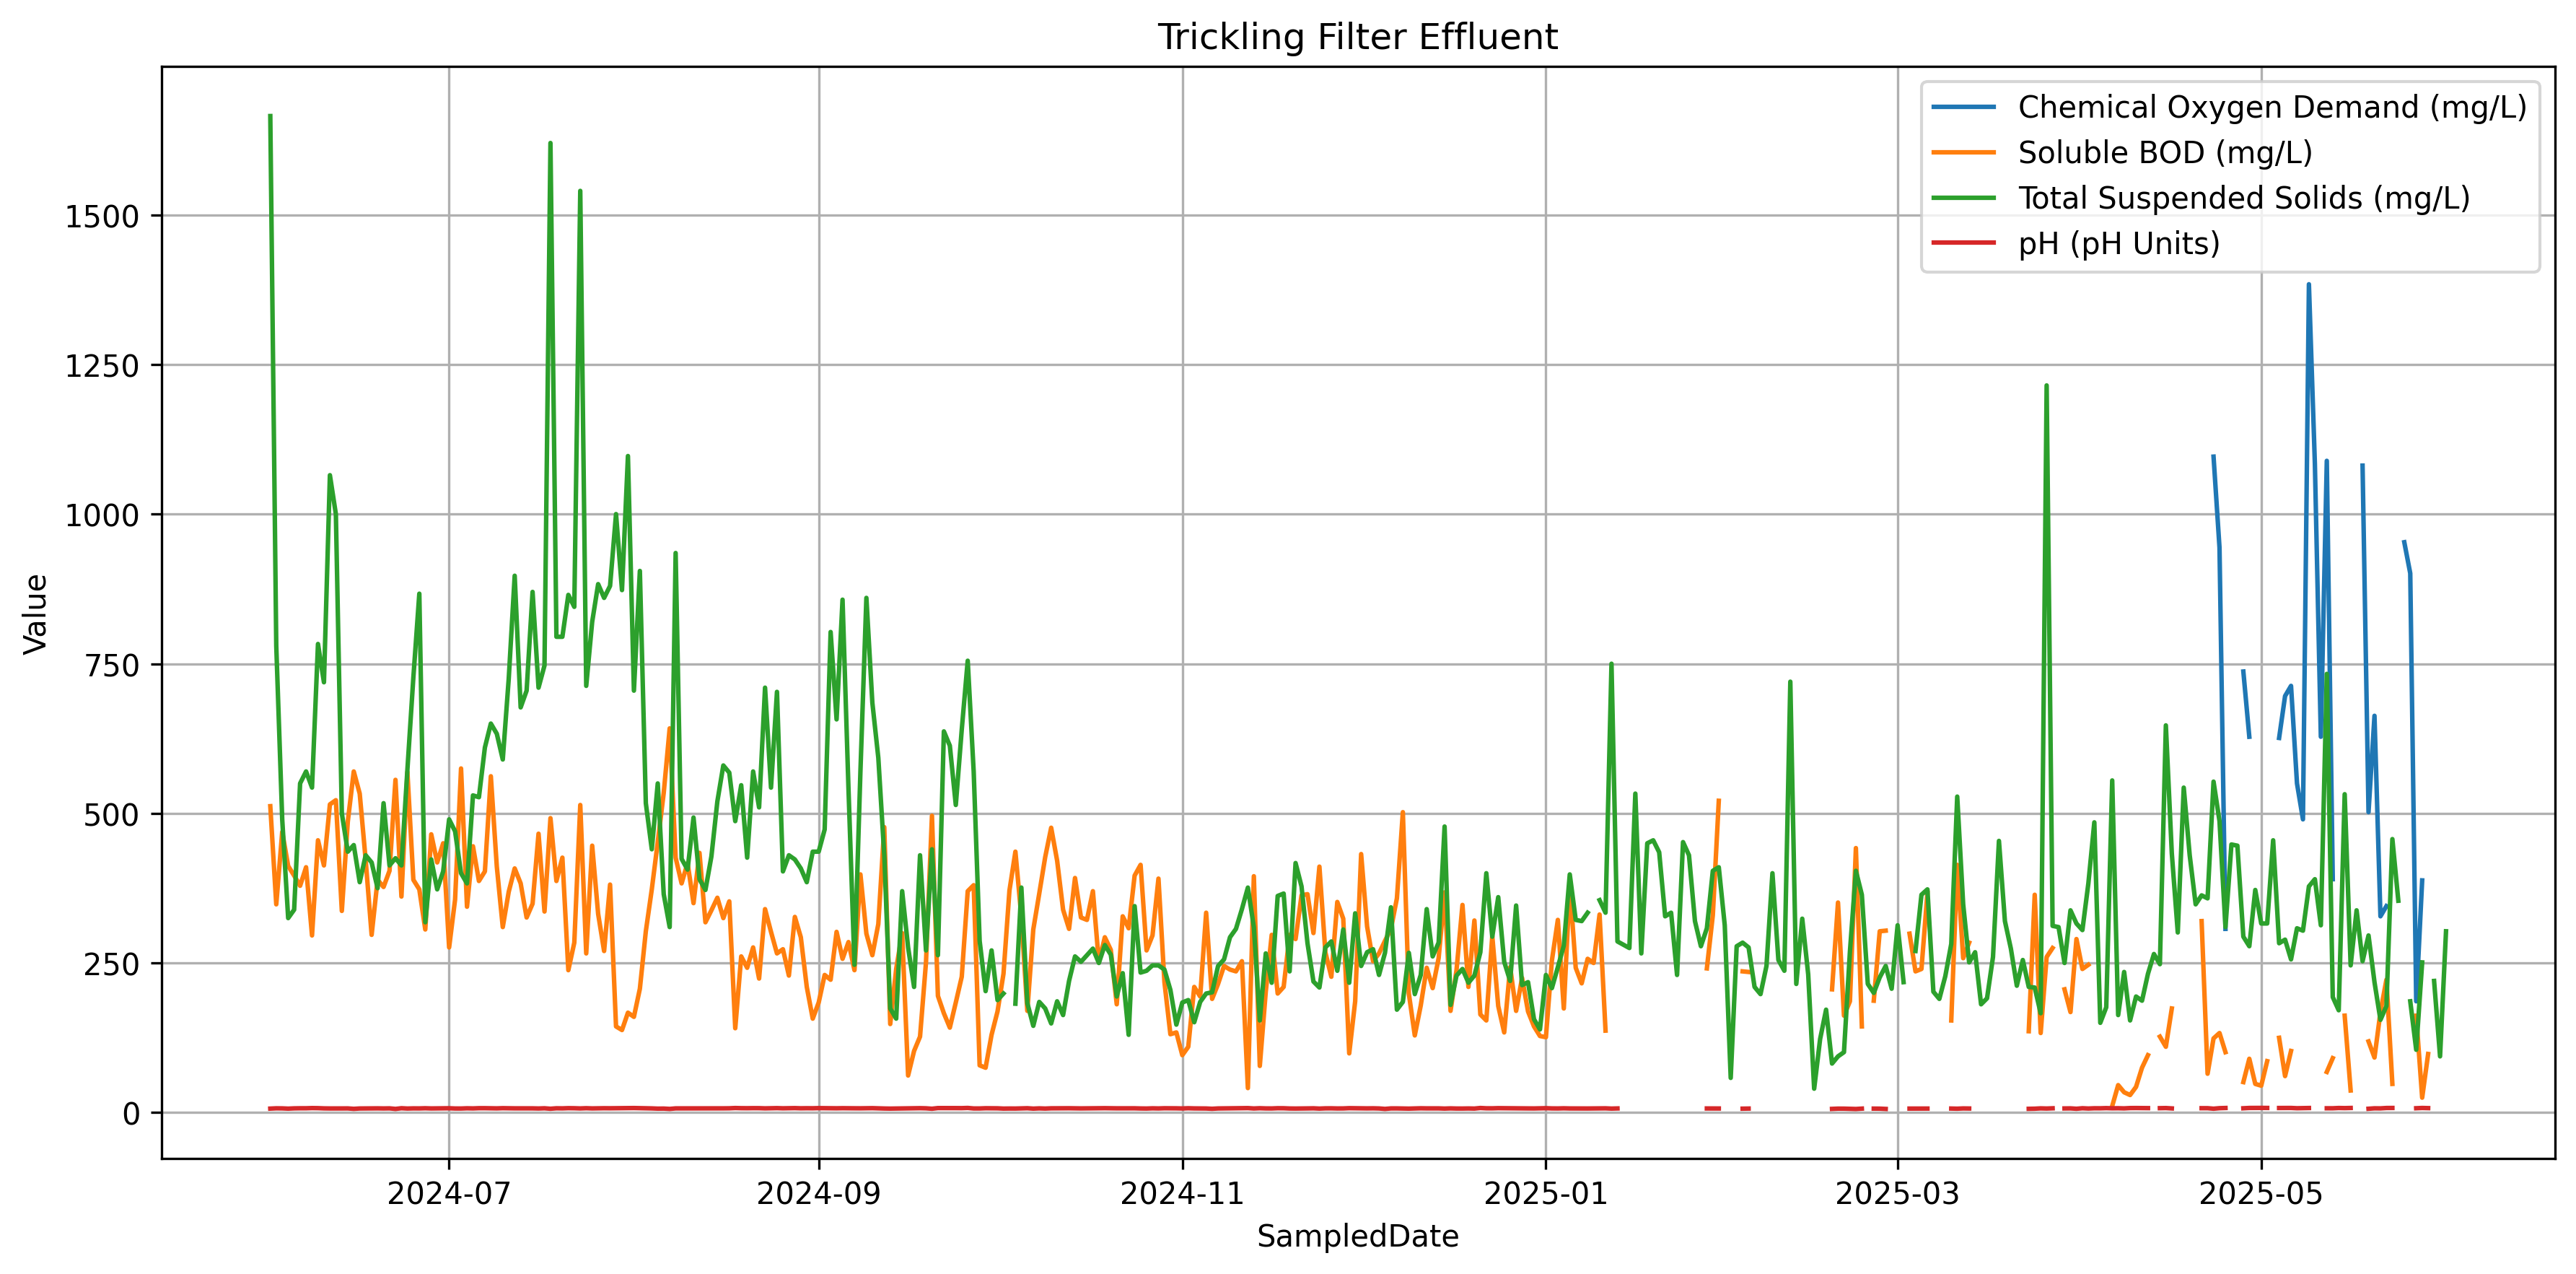 Trickling Filter Effluent
Chemical Oxygen Demand (mg/L)
Soluble BOD (mg/L)
Total Suspended Solids (mg/L)
pH (pH Units)
Value
1500
1250
1000
750
500
250
0
2024-07
2024-09
2024-11
2025-01
2025-03
2025-05
SampledDate